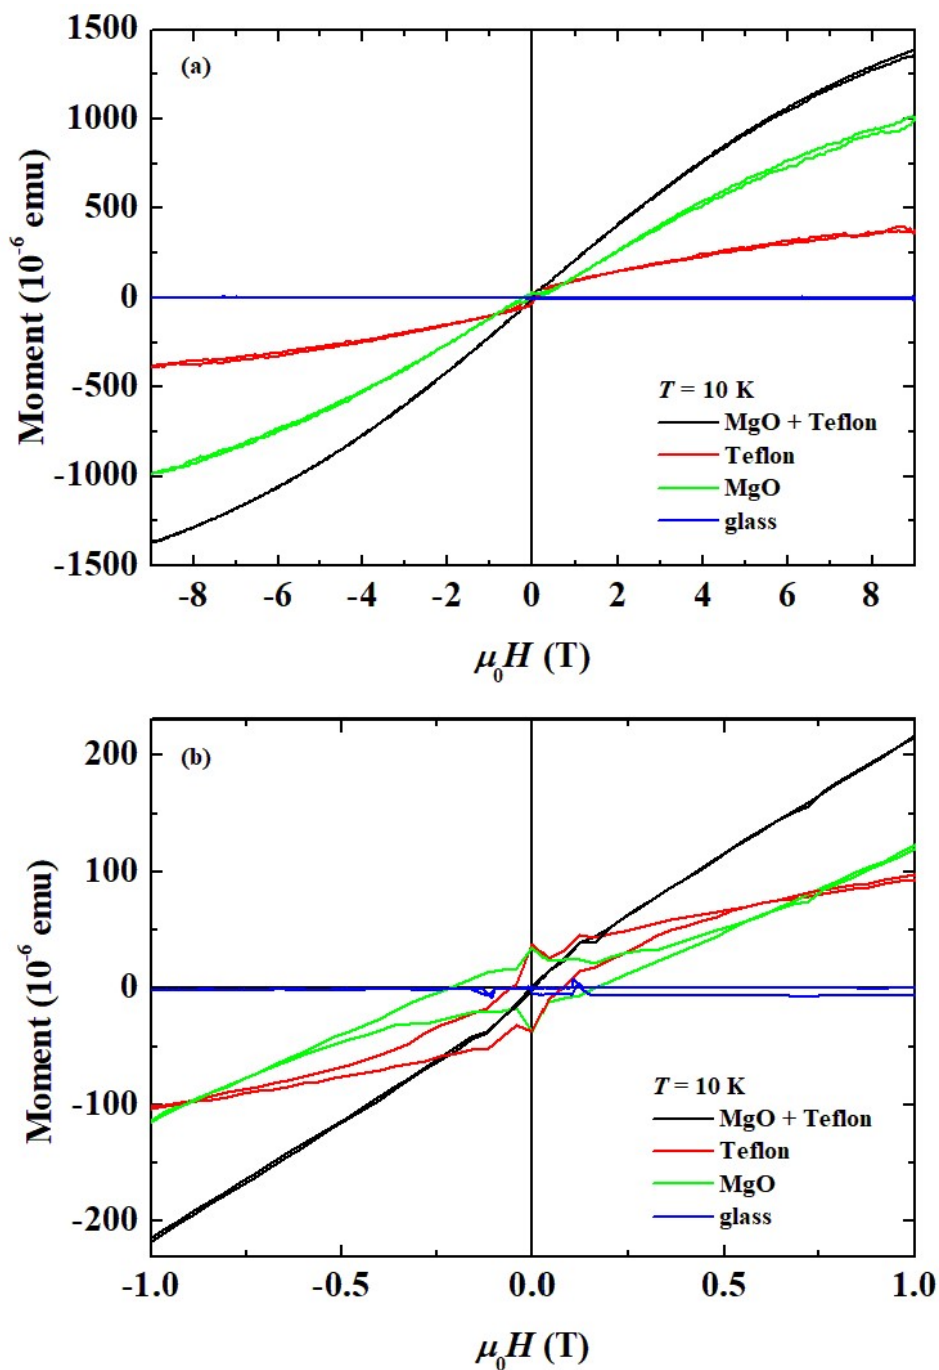 1500
(a)
1000
500
0
-500
-1000
-1500
Moment (10⁻⁶ emu)
T = 10 K
MgO + Teflon
Teflon
MgO
glass
-8 -6 -4 -2 0 2 4 6 8
μ₀H (T)
200
(b)
100
0
-100
-200
Moment (10⁻⁶ emu)
T = 10 K
MgO + Teflon
Teflon
MgO
glass
-1.0 -0.5 0.0 0.5 1.0
μ₀H (T)